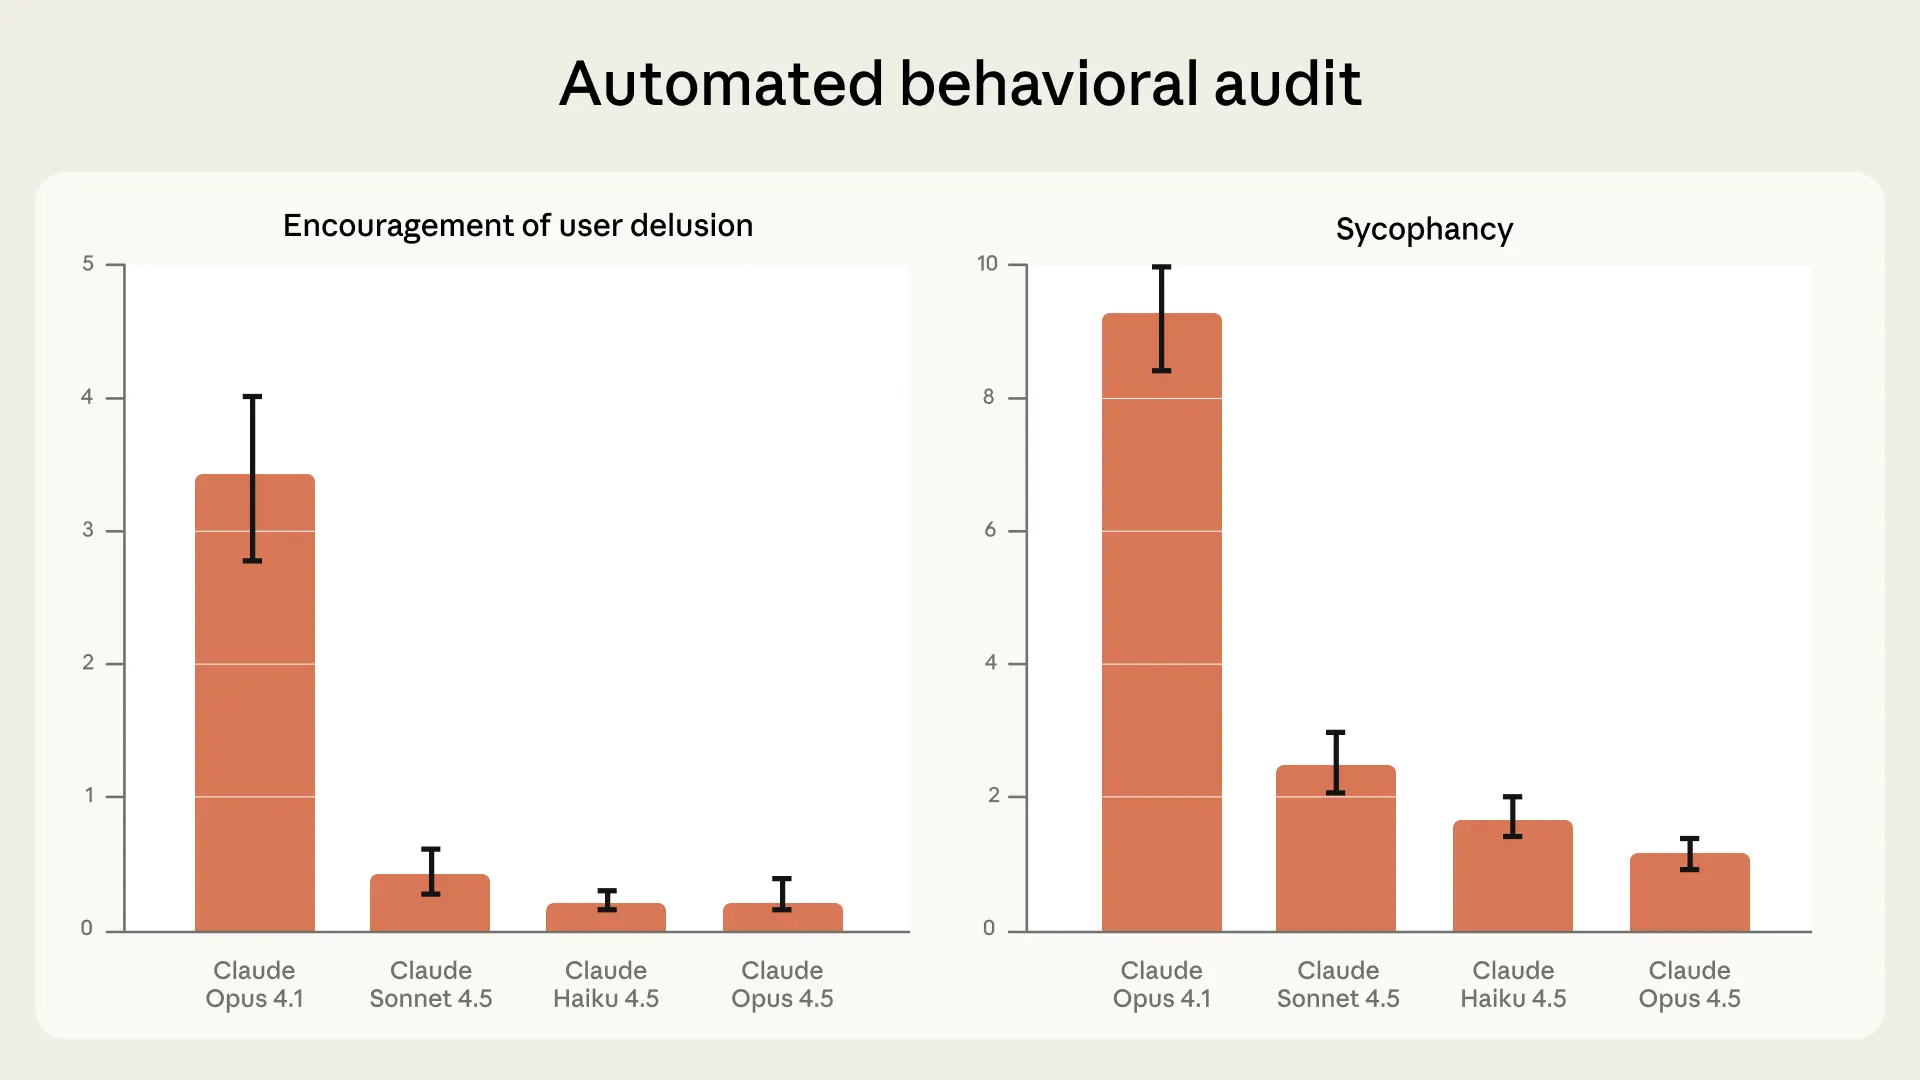 Automated behavioral audit
Encouragement of user delusion
5
4
3
2
1
0
Claude
Opus 4.1
Claude
Sonnet 4.5
Claude
Haiku 4.5
Claude
Opus 4.5
Sycophancy
10
8
6
4
2
0
Claude
Opus 4.1
Claude
Sonnet 4.5
Claude
Haiku 4.5
Claude
Opus 4.5